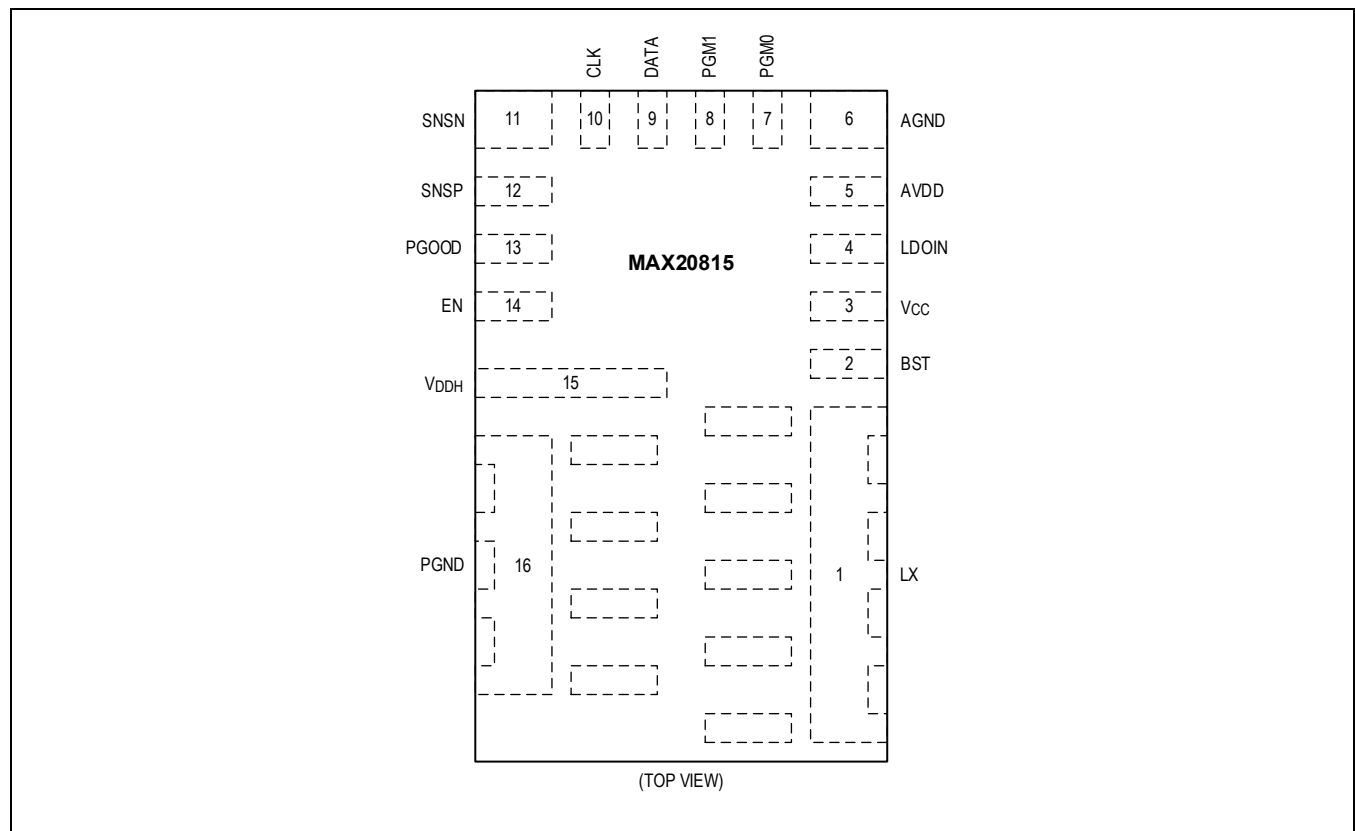 CLK
DATA
PGM1
PGM0
SNSN
11
10
9
8
7
6
AGND
SNSP
12
5
AVDD
PGOOD
13
4
LDOIN
MAX20815
EN
14
3
VCC
2
BST
VDDH
15
PGND
16
1
LX
(TOP VIEW)